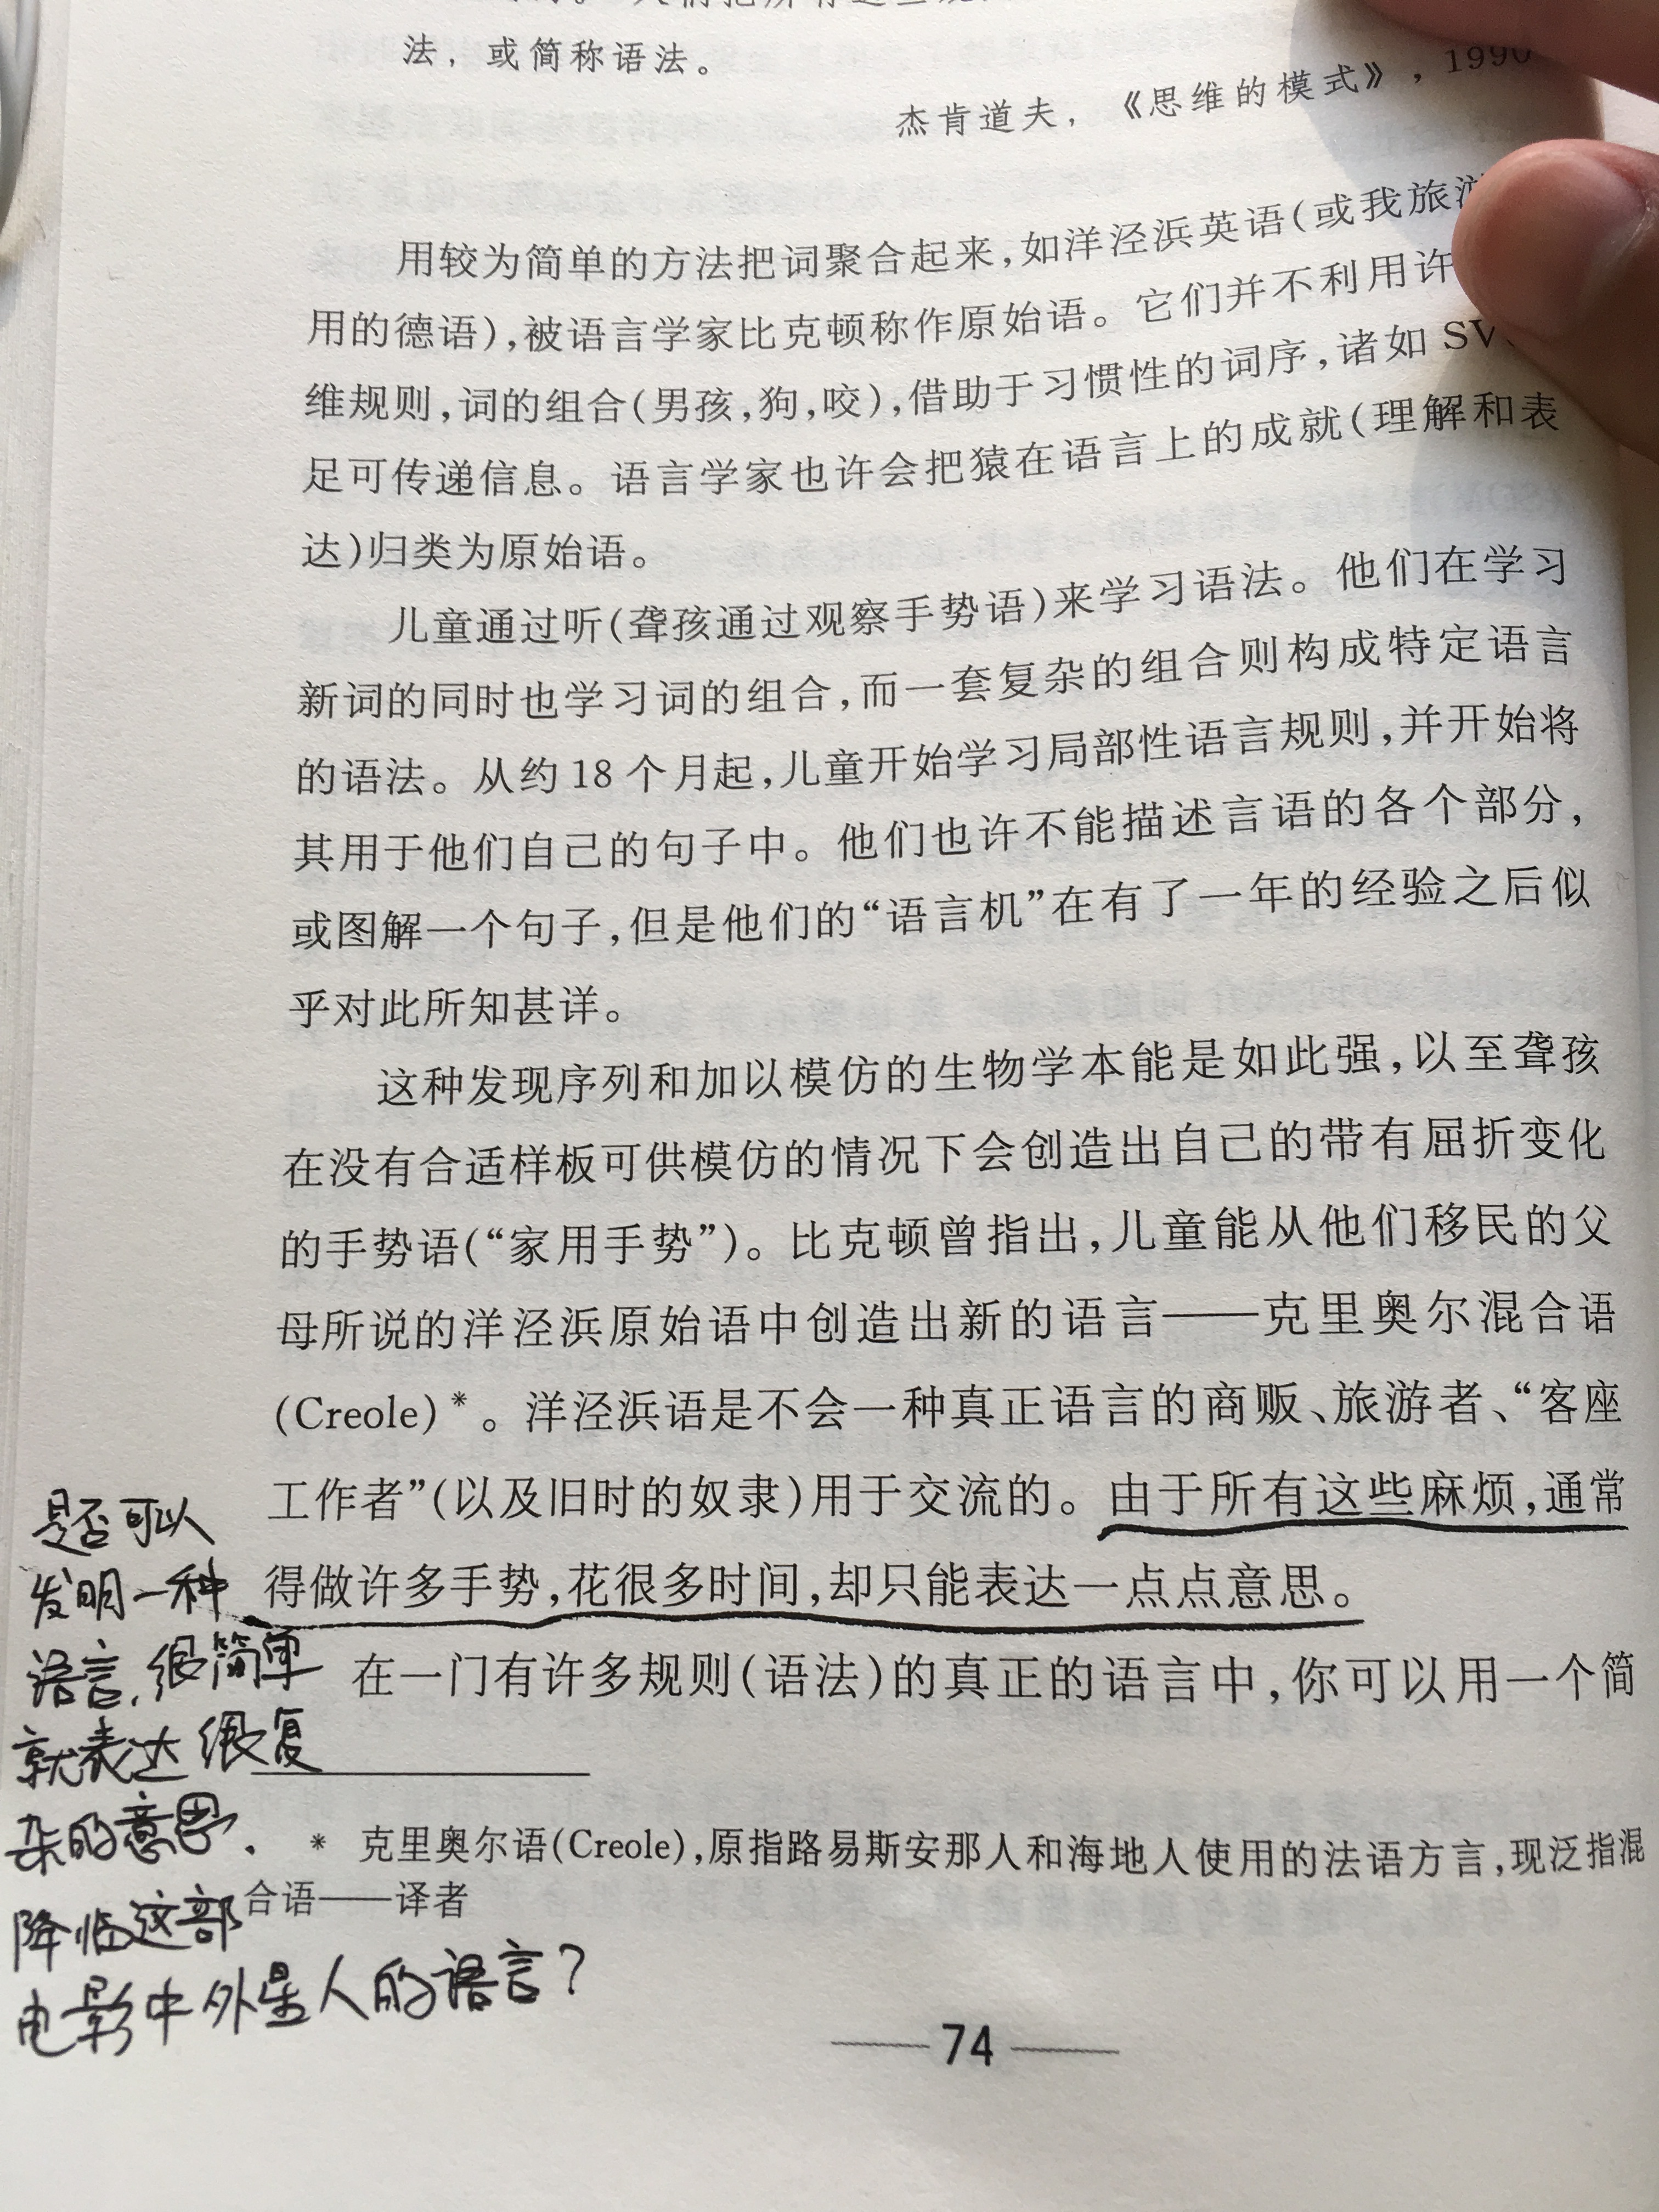 法，或简称语法。
杰肯道夫，《思维的模式》，1990
用较为简单的方法把词聚合起来，如洋泾浜英语(或我旅游
用的德语)，被语言学家比克顿称作原始语。它们并不利用许
维规则，词的组合(男孩，狗，咬)，借助于习惯性的词序，诸如 SV
足可传递信息。语言学家也许会把猿在语言上的成就(理解和表
达)归类为原始语。
儿童通过听(聋孩通过观察手势语)来学习语法。他们在学习
新词的同时也学习词的组合，而一套复杂的组合则构成特定语言
的语法。从约18个月起，儿童开始学习局部性语言规则，并开始将
其用于他们自己的句子中。他们也许不能描述言语的各个部分，
或图解一个句子，但是他们的“语言机”在有了一年的经验之后似
乎对此所知甚详。
这种发现序列和加以模仿的生物学本能是如此强，以至聋孩
在没有合适样板可供模仿的情况下会创造出自己的带有屈折变化
的手势语(“家用手势”)。比克顿曾指出，儿童能从他们移民的父
母所说的洋泾浜原始语中创造出新的语言——克里奥尔混合语
(Creole)*。洋泾浜语是不会一种真正语言的商贩、旅游者、“客座
工作者”(以及旧时的奴隶)用于交流的。由于所有这些麻烦，通常
得做许多手势，花很多时间，却只能表达一点点意思。
在一门有许多规则(语法)的真正的语言中，你可以用一个简
* 克里奥尔语(Creole)，原指路易斯安那人和海地人使用的法语方言，现泛指混
合语——译者
是否可以
发明一种
语言，很简单
就表达很复
杂的意思.
降临这部
电影中外星人的语言？
74